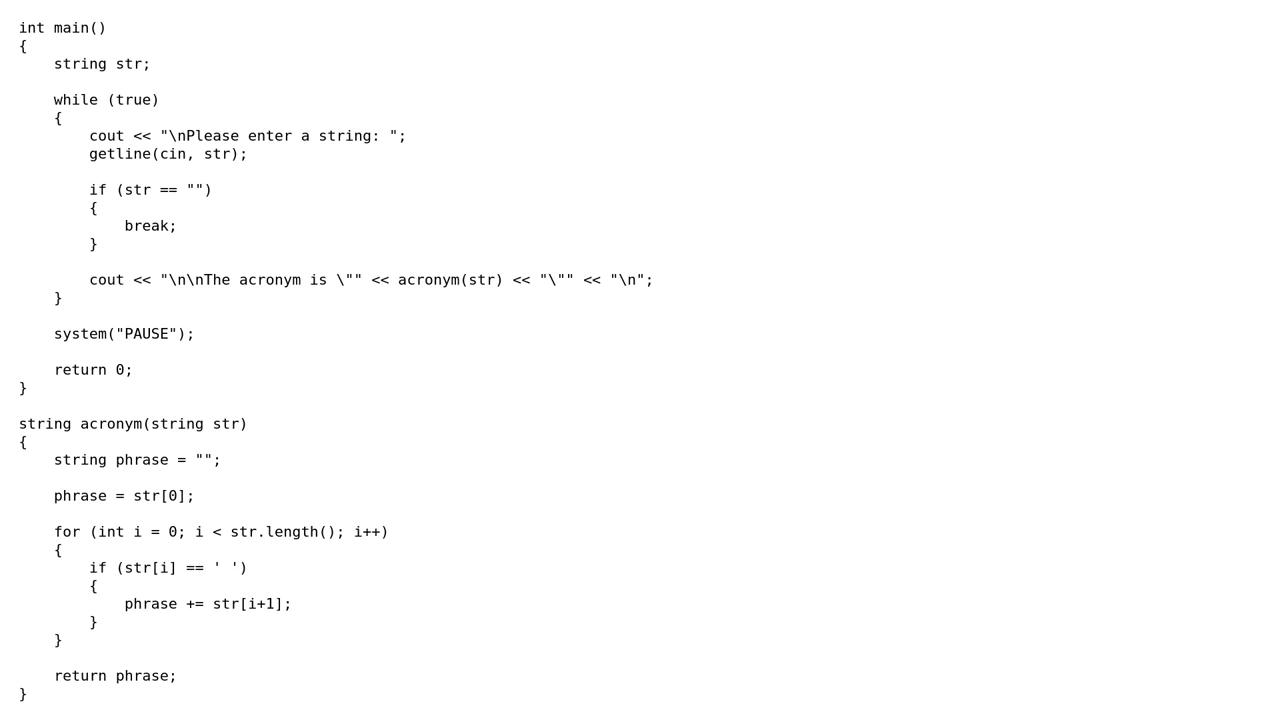 int main()
{
    string str;

    while (true)
    {
        cout << "\nPlease enter a string: ";
        getline(cin, str);

        if (str == "")
        {
            break;
        }

        cout << "\n\nThe acronym is \"" << acronym(str) << "\"" << "\n";
    }

    system("PAUSE");

    return 0;
}

string acronym(string str)
{
    string phrase = "";

    phrase = str[0];

    for (int i = 0; i < str.length(); i++)
    {
        if (str[i] == ' ')
        {
            phrase += str[i+1];
        }
    }

    return phrase;
}